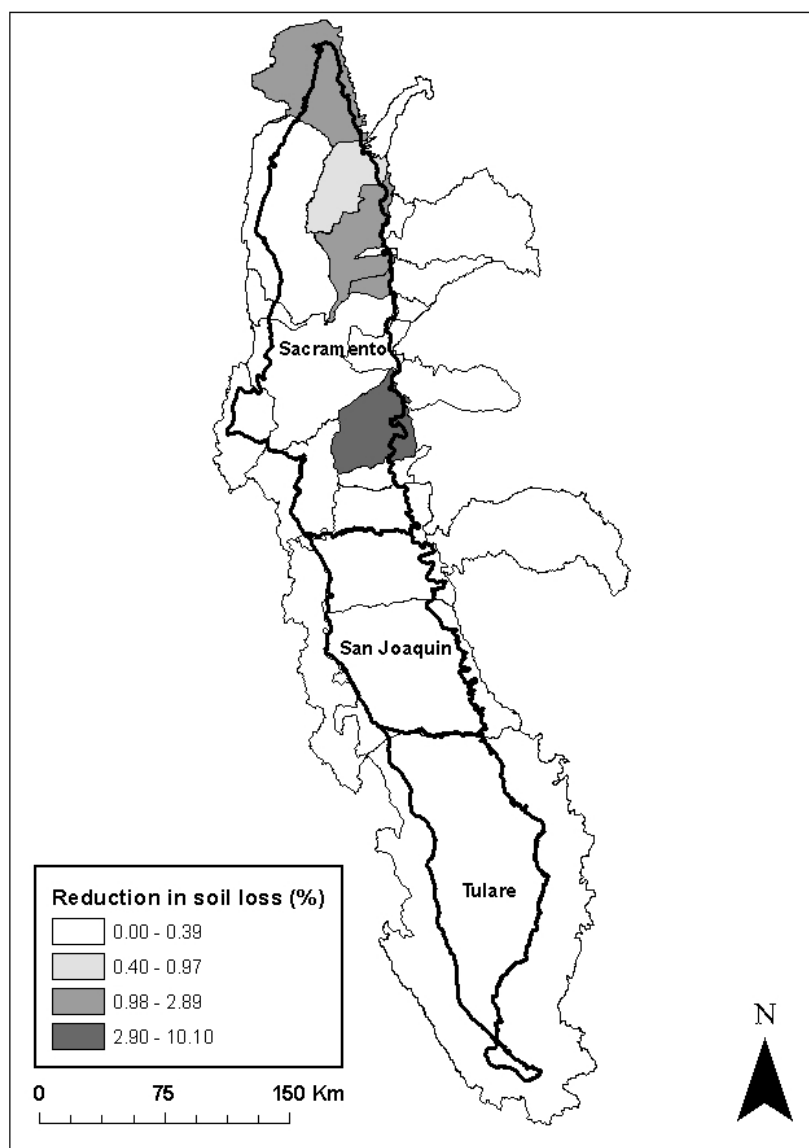 Sacramento
San Joaquin
Tulare
Reduction in soil loss (%)
0.00 - 0.39
0.40 - 0.97
0.98 - 2.89
2.90 - 10.10
0 75 150 Km
N